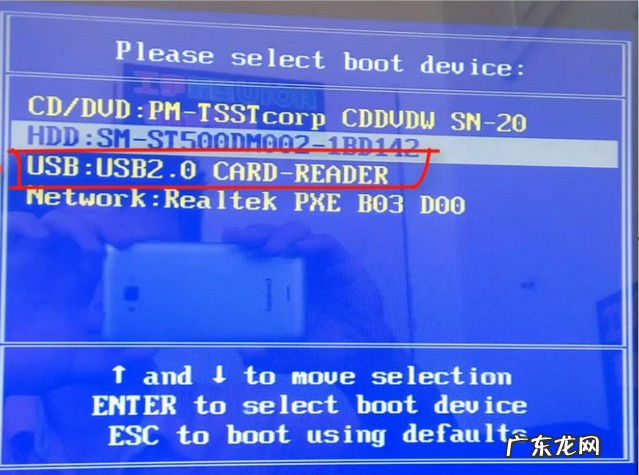 Please select boot device:
CD/DVD:PM-TSSTcorp CDDVDW SN-20
HDD:SM-ST500DM002-1BD142
USB:USB2.0 CARD-READER
Network:Realtek PXE B03 D00
↑ and ↓ to move selection
ENTER to select boot device
ESC to boot using defaults
广东龙网